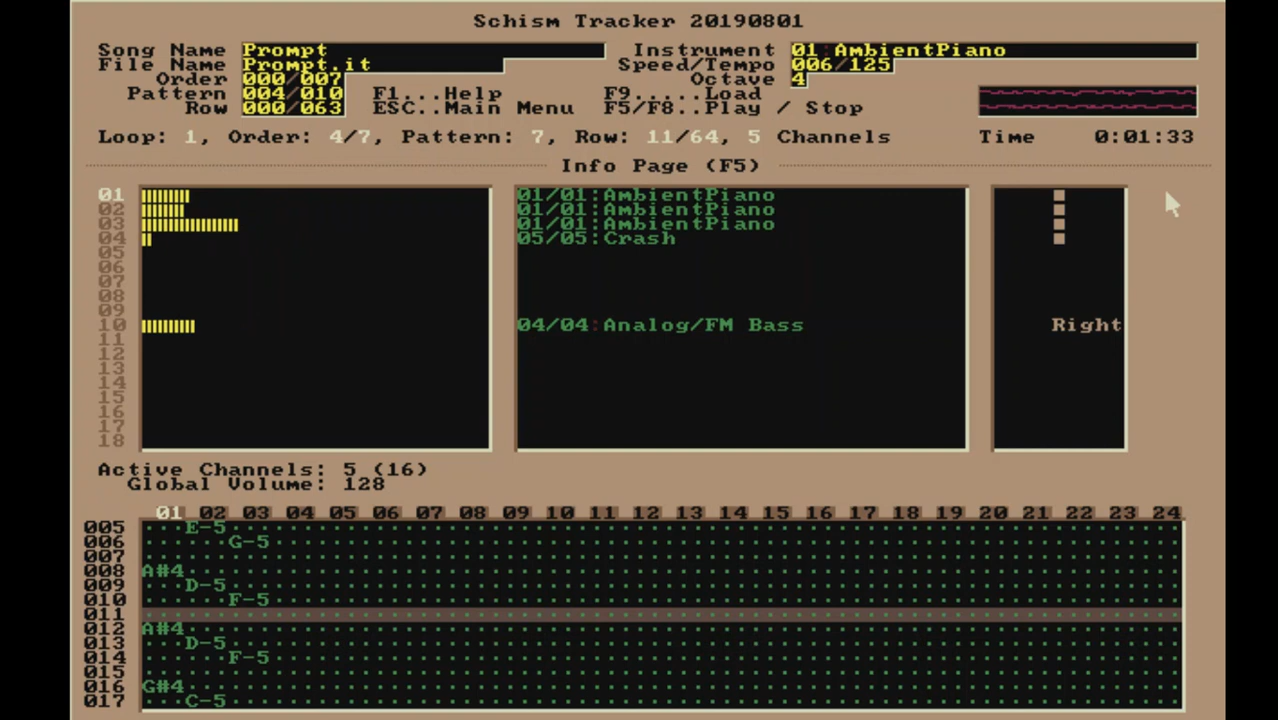 Schism Tracker 20190801
Song Name Prompt Instrument 01:AmbientPiano
File Name Prompt.it Speed/Tempo 006/125
Order 000/007 Octave 4
Pattern 004/010 F1...Help F9.....Load
Row 000/063 ESC..Main Menu F5/F8..Play / Stop
Loop: 1, Order: 4/7, Pattern: 7, Row: 11/64, 5 Channels Time 0:01:33
Info Page (F5)
01 01/01:AmbientPiano
02 01/01:AmbientPiano
03 01/01:AmbientPiano
04 05/05:Crash
05
06
07
08
09
10 04/04:Analog/FM Bass Right
11
12
13
14
15
16
17
18
Active Channels: 5 (16)
Global Volume: 128
01 02 03 04 05 06 07 08 09 10 11 12 13 14 15 16 17 18 19 20 21 22 23 24
005 E-5
006 G-5
007
008 A#4
009 D-5
010 F-5
011
012 A#4
013 D-5
014 F-5
015
016 G#4
017 C-5